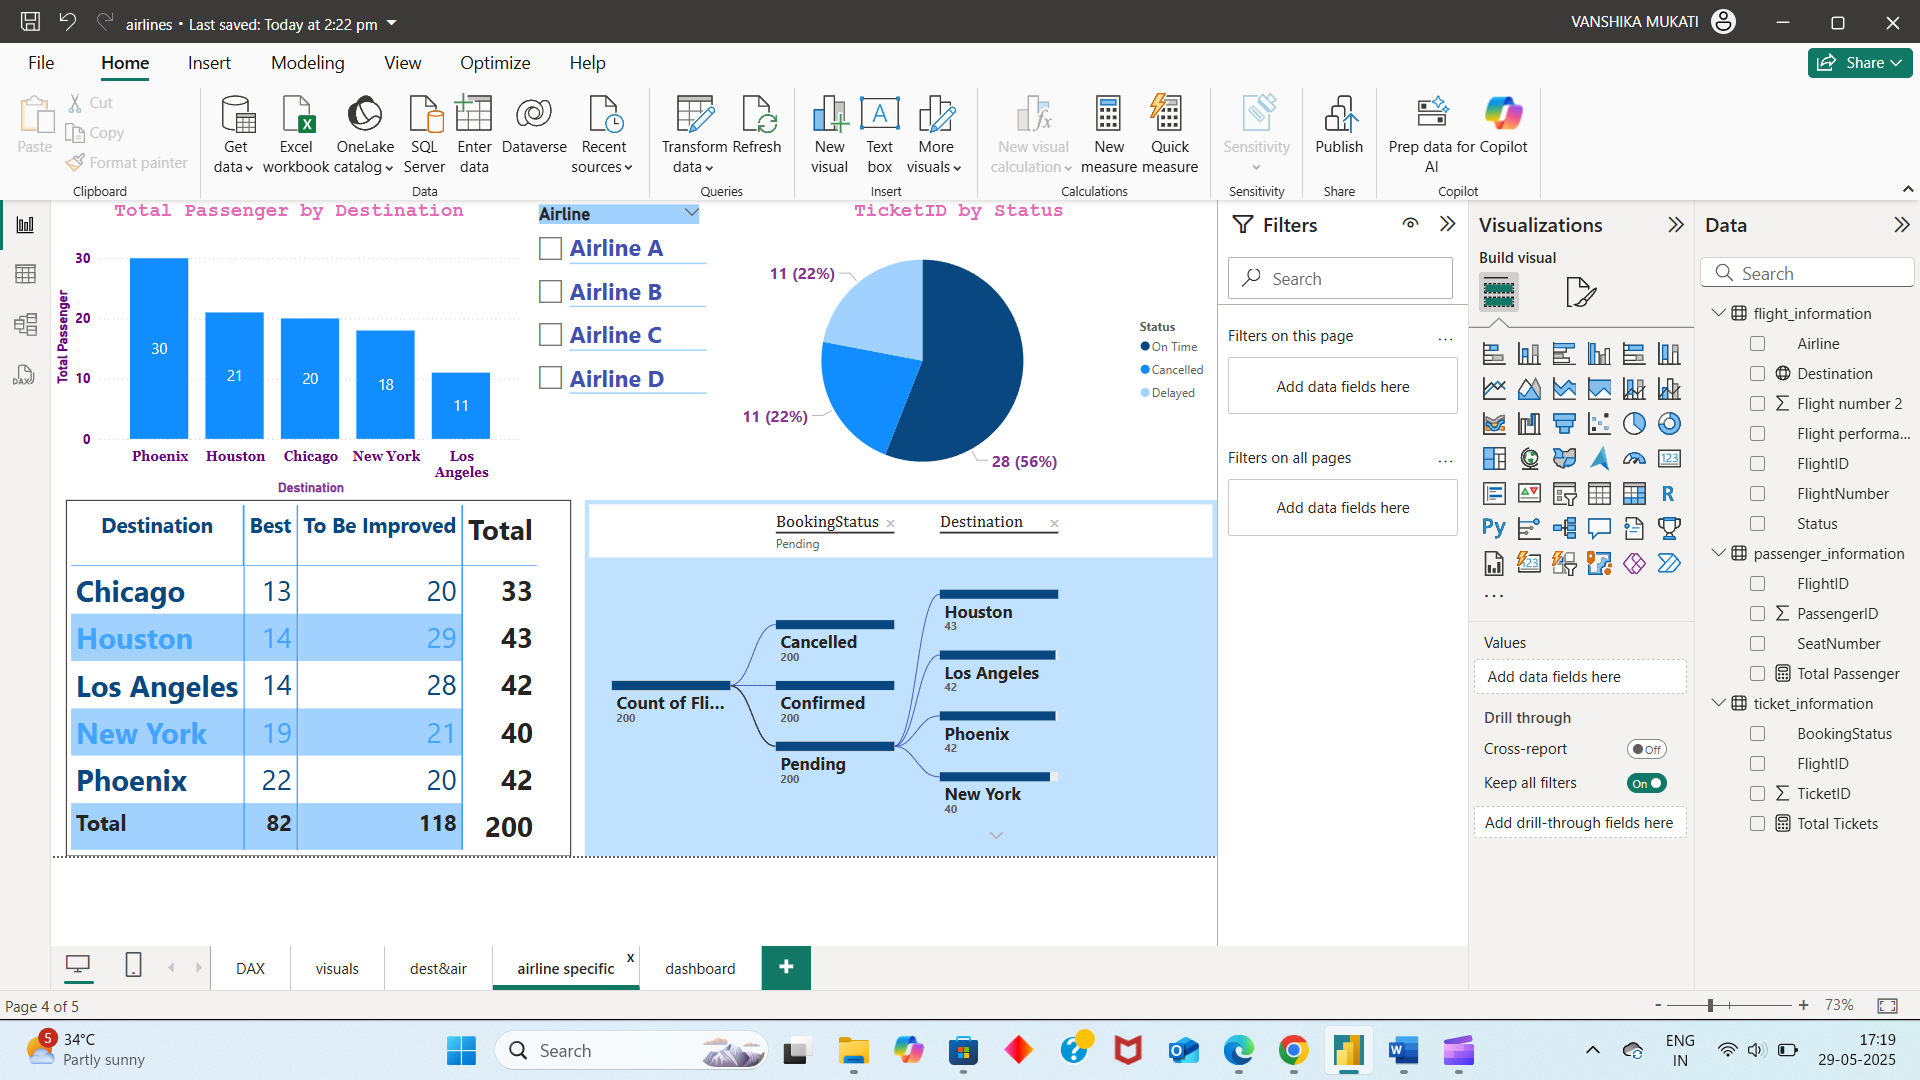 airlines • Last saved: Today at 2:22 pm
VANSHIKA MUKATI
File
Home
Insert
Modeling
View
Optimize
Help
Share
Paste
Cut
Copy
Format painter
Clipboard
Get data
Excel workbook
OneLake catalog
SQL Server
Enter data
Dataverse
Recent sources
Data
Transform data
Refresh
Queries
New visual
A
Text box
More visuals
Insert
New visual calculation
New measure
Quick measure
Calculations
Sensitivity
Sensitivity
Publish
Share
Prep data for AI
Copilot
Copilot
Total Passenger by Destination
Total Passenger
30
20
10
0
30
21
20
18
11
Phoenix
Houston
Chicago
New York
Los Angeles
Destination
Airline
Airline A
Airline B
Airline C
Airline D
TicketID by Status
11 (22%)
11 (22%)
28 (56%)
Status
On Time
Cancelled
Delayed
Destination Best To Be Improved Total
Chicago 13 20 33
Houston 14 29 43
Los Angeles 14 28 42
New York 19 21 40
Phoenix 22 20 42
Total 82 118 200
BookingStatus
Pending
Destination
Count of Fli...
200
Cancelled
200
Confirmed
200
Pending
200
Houston
43
Los Angeles
42
Phoenix
42
New York
40
Filters
Search
Filters on this page
...
Add data fields here
Filters on all pages
...
Add data fields here
Visualizations
Build visual
123
R
Py
123
...
Values
Add data fields here
Drill through
Cross-report
Off
Keep all filters
On
Add drill-through fields here
Data
Search
flight_information
Airline
Destination
Flight number 2
Flight performa...
FlightID
FlightNumber
Status
passenger_information
FlightID
PassengerID
SeatNumber
Total Passenger
ticket_information
BookingStatus
FlightID
TicketID
Total Tickets
DAX
visuals
dest&air
airline specific
x
dashboard
+
Page 4 of 5
- + 73%
5
34°C
Partly sunny
Search
ENG
IN
17:19
29-05-2025